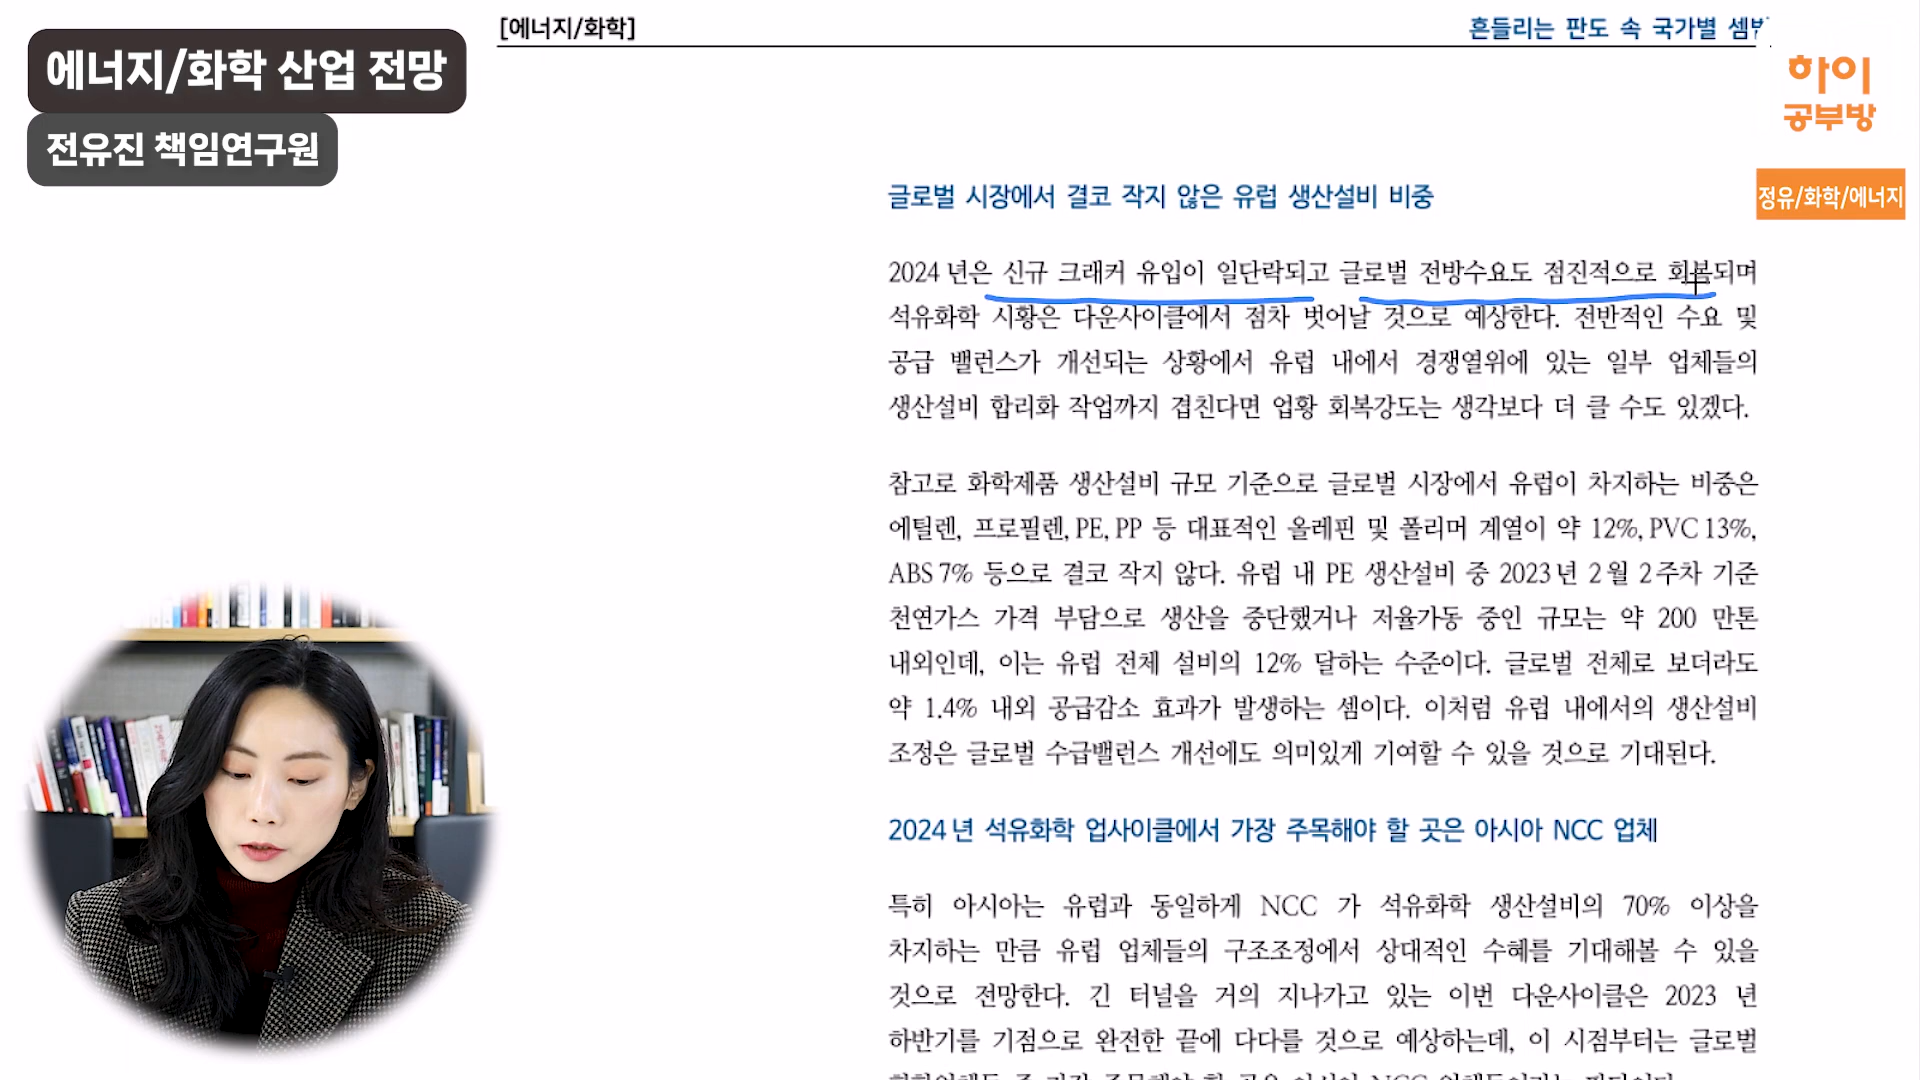 에너지/화학 산업 전망
전유진 책임연구원
[에너지/화학]
흔들리는 판도 속 국가별
하이
공부방
정유/화학/에너지
글로벌 시장에서 결코 작지 않은 유럽 생산설비 비중
2024년은 신규 크래커 유입이 일단락되고 글로벌 전방수요도 점진적으로 회복되며
석유화학 시황은 다운사이클에서 점차 벗어날 것으로 예상한다. 전반적인 수요 및
공급 밸런스가 개선되는 상황에서 유럽 내에서 경쟁열위에 있는 일부 업체들의
생산설비 합리화 작업까지 겹친다면 업황 회복강도는 생각보다 더 클 수도 있겠다.
참고로 화학제품 생산설비 규모 기준으로 글로벌 시장에서 유럽이 차지하는 비중은
에틸렌, 프로필렌, PE, PP 등 대표적인 올레핀 및 폴리머 계열이 약 12%, PVC 13%,
ABS 7% 등으로 결코 작지 않다. 유럽 내 PE 생산설비 중 2023년 2월 2주차 기준
천연가스 가격 부담으로 생산을 중단했거나 저율가동 중인 규모는 약 200 만톤
내외인데, 이는 유럽 전체 설비의 12% 달하는 수준이다. 글로벌 전체로 보더라도
약 1.4% 내외 공급감소 효과가 발생하는 셈이다. 이처럼 유럽 내에서의 생산설비
조정은 글로벌 수급밸런스 개선에도 의미있게 기여할 수 있을 것으로 기대된다.
2024년 석유화학 업사이클에서 가장 주목해야 할 곳은 아시아 NCC 업체
특히 아시아는 유럽과 동일하게 NCC 가 석유화학 생산설비의 70% 이상을
차지하는 만큼 유럽 업체들의 구조조정에서 상대적인 수혜를 기대해볼 수 있을
것으로 전망한다. 긴 터널을 거의 지나가고 있는 이번 다운사이클은 2023 년
하반기를 기점으로 완전한 끝에 다다를 것으로 예상하는데, 이 시점부터는 글로벌